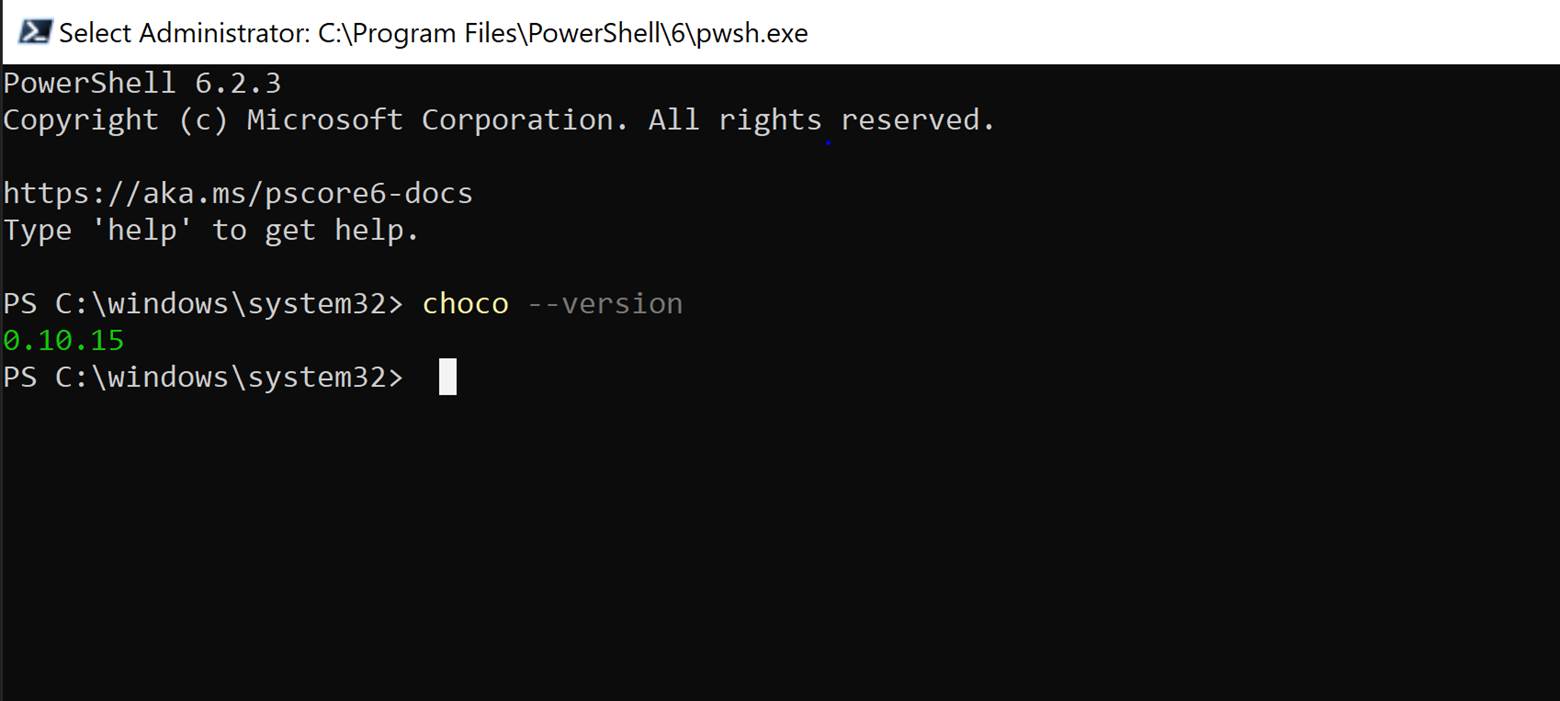 Select Administrator: C:\Program Files\PowerShell\6\pwsh.exe
PowerShell 6.2.3
Copyright (c) Microsoft Corporation. All rights reserved.
https://aka.ms/pscore6-docs
Type 'help' to get help.
PS C:\windows\system32> choco --version
0.10.15
PS C:\windows\system32>